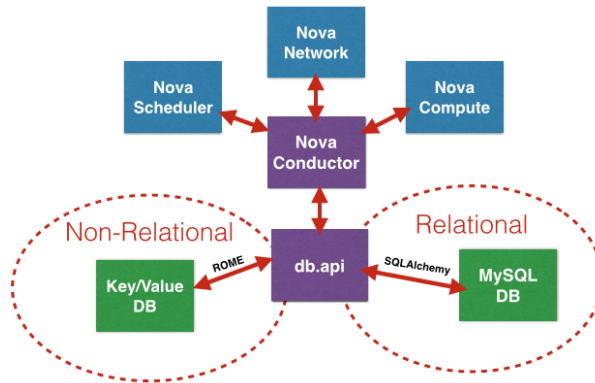 Nova
Network
Nova
Scheduler
Nova
Compute
Nova
Conductor
Non-Relational
Relational
ROME
db.api
SQLAlchemy
Key/Value
DB
MySQL
DB